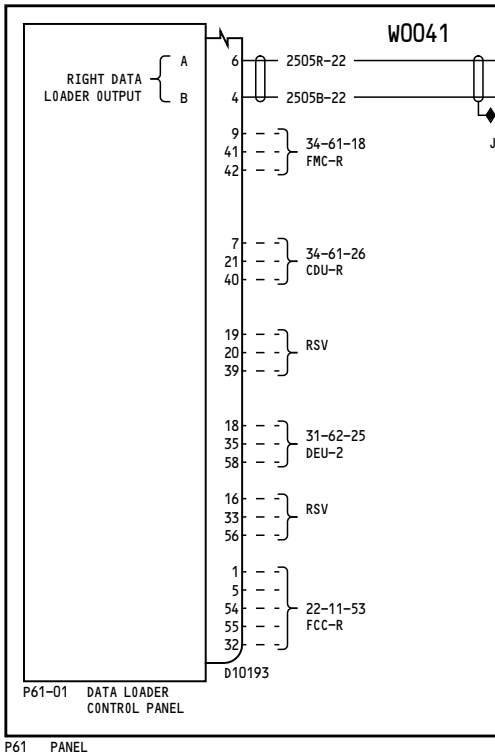 W0041
A 6 2505R-22
RIGHT DATA
LOADER OUTPUT
B 4 2505B-22
J
9
41 34-61-18
42 FMC-R
7
21 34-61-26
40 CDU-R
19
20 RSV
39
18
35 31-62-25
58 DEU-2
16
33 RSV
56
1
5
54 22-11-53
55 FCC-R
32
D10193
P61-01 DATA LOADER
CONTROL PANEL
P61 PANEL